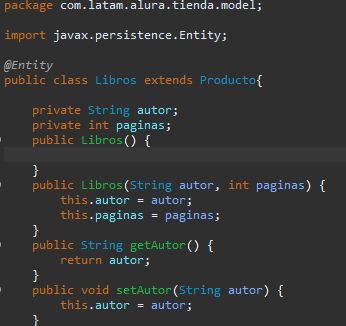 package com.latam.alura.tienda.model;
import javax.persistence.Entity;
@Entity
public class Libros extends Producto{
private String autor;
private int paginas;
public Libros() {
}
public Libros(String autor, int paginas) {
this.autor = autor;
this.paginas = paginas;
}
public String getAutor() {
return autor;
}
public void setAutor(String autor) {
this.autor = autor;
}